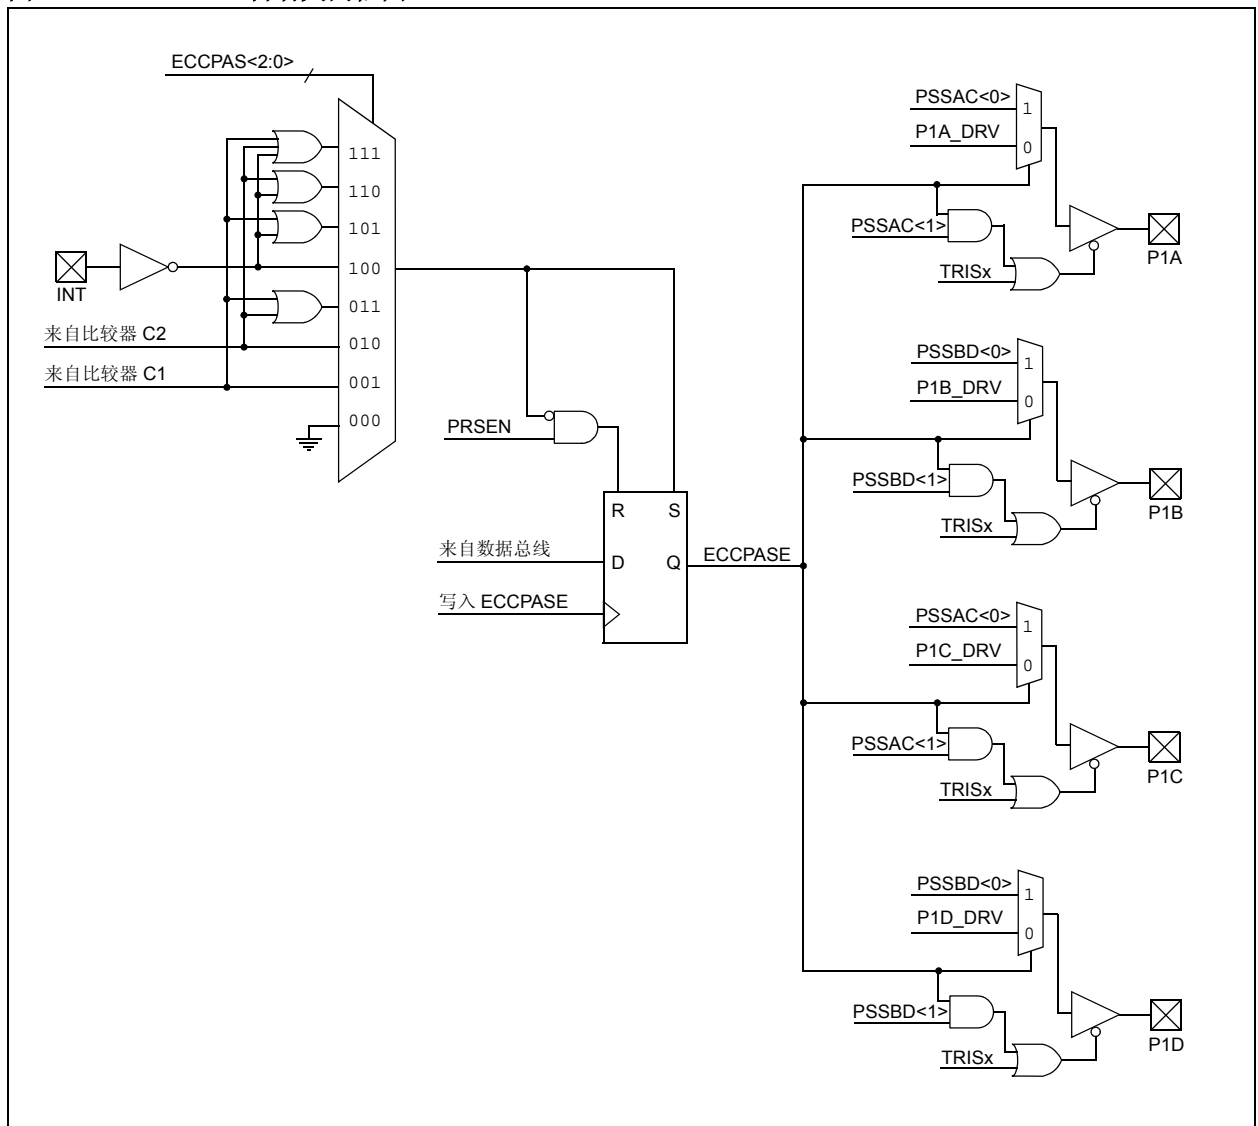 ECCPAS<2:0>
111
110
101
100
011
010
001
000
INT
来自比较器 C2
来自比较器 C1
PRSEN
R
S
来自数据总线
D
Q
ECCPASE
写入 ECCPASE
PSSAC<0>
1
P1A_DRV
0
PSSAC<1>
TRISx
P1A
PSSBD<0>
1
P1B_DRV
0
PSSBD<1>
TRISx
P1B
PSSAC<0>
1
P1C_DRV
0
PSSAC<1>
TRISx
P1C
PSSBD<0>
1
P1D_DRV
0
PSSBD<1>
TRISx
P1D